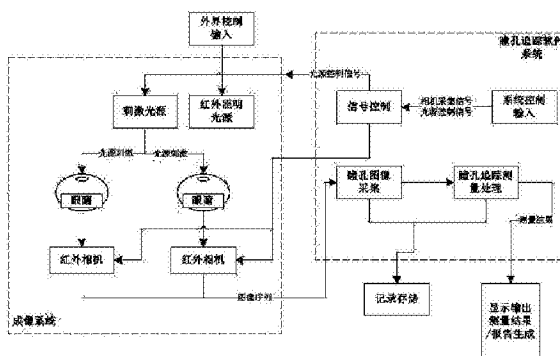 外界控制
输入
瞳孔追踪软件
系统
光源控制信号
刺激光源
红外照明
光源
信号控制
相机采集信号
光源控制信号
系统控制
输入
光源刺激
光源刺激
眼睛
眼睛
瞳孔图像
采集
瞳孔追踪测
量处理
测量结果
红外相机
红外相机
图像序列
记录存储
显示输出
测量结果
/报告生成
成像系统